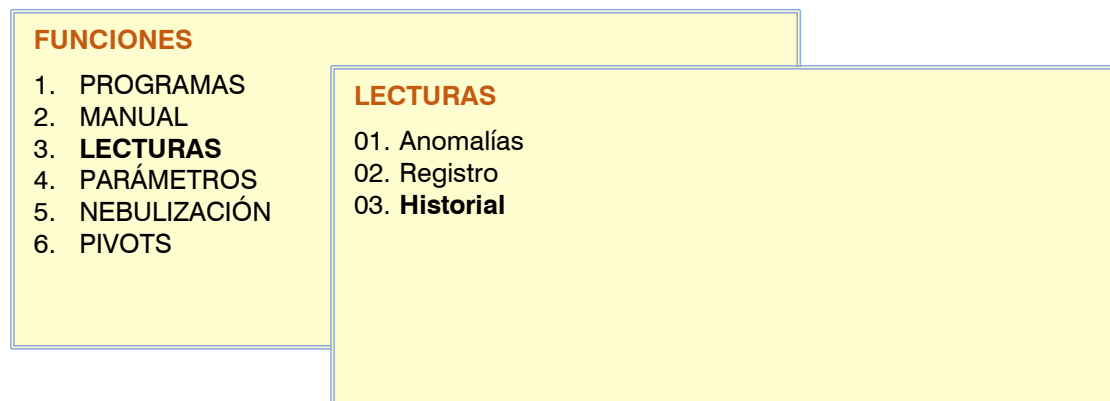 FUNCIONES
1. PROGRAMAS
2. MANUAL
3. LECTURAS
4. PARÁMETROS
5. NEBULIZACIÓN
6. PIVOTS
LECTURAS
01. Anomalías
02. Registro
03. Historial